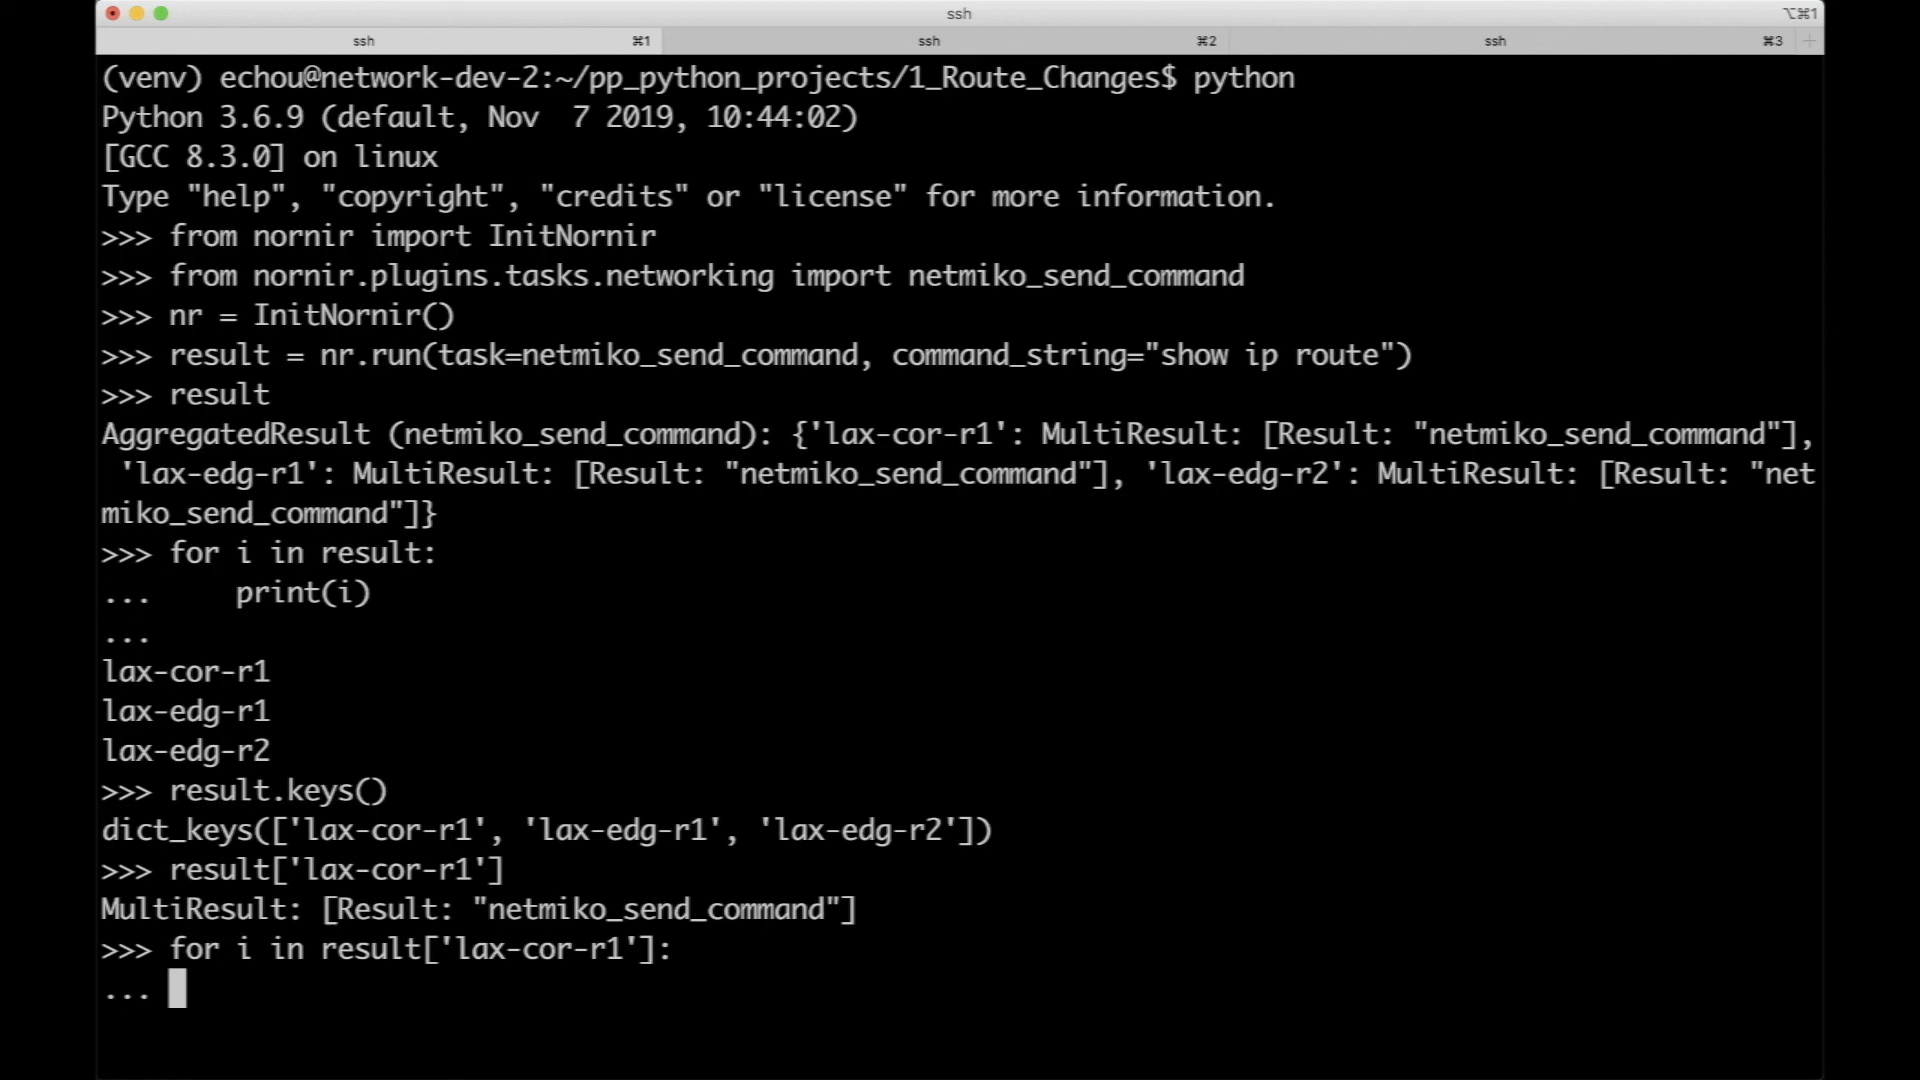 ssh ⌥⌘1
ssh ⌘1 ssh ⌘2 ssh ⌘3 +
(venv) echou@network-dev-2:~/pp_python_projects/1_Route_Changes$ python
Python 3.6.9 (default, Nov  7 2019, 10:44:02)
[GCC 8.3.0] on linux
Type "help", "copyright", "credits" or "license" for more information.
>>> from nornir import InitNornir
>>> from nornir.plugins.tasks.networking import netmiko_send_command
>>> nr = InitNornir()
>>> result = nr.run(task=netmiko_send_command, command_string="show ip route")
>>> result
AggregatedResult (netmiko_send_command): {'lax-cor-r1': MultiResult: [Result: "netmiko_send_command"],
 'lax-edg-r1': MultiResult: [Result: "netmiko_send_command"], 'lax-edg-r2': MultiResult: [Result: "net
miko_send_command"]}
>>> for i in result:
...     print(i)
...
lax-cor-r1
lax-edg-r1
lax-edg-r2
>>> result.keys()
dict_keys(['lax-cor-r1', 'lax-edg-r1', 'lax-edg-r2'])
>>> result['lax-cor-r1']
MultiResult: [Result: "netmiko_send_command"]
>>> for i in result['lax-cor-r1']:
...